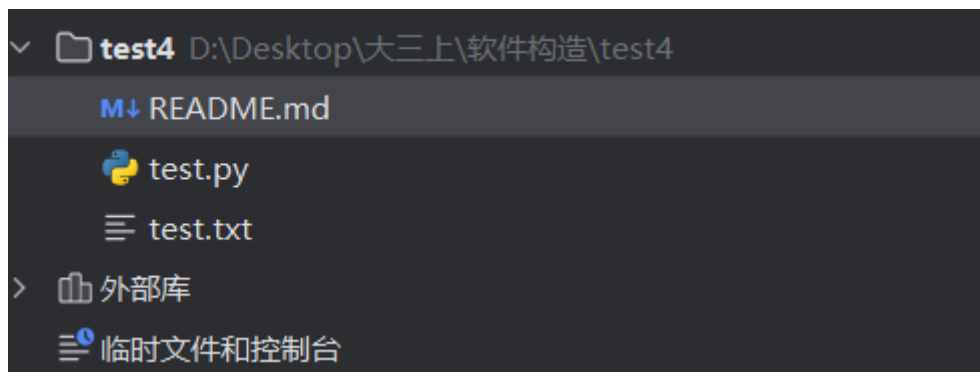 test4 D:\Desktop\大三上\软件构造\test4
M↓ README.md
test.py
test.txt
外部库
临时文件和控制台